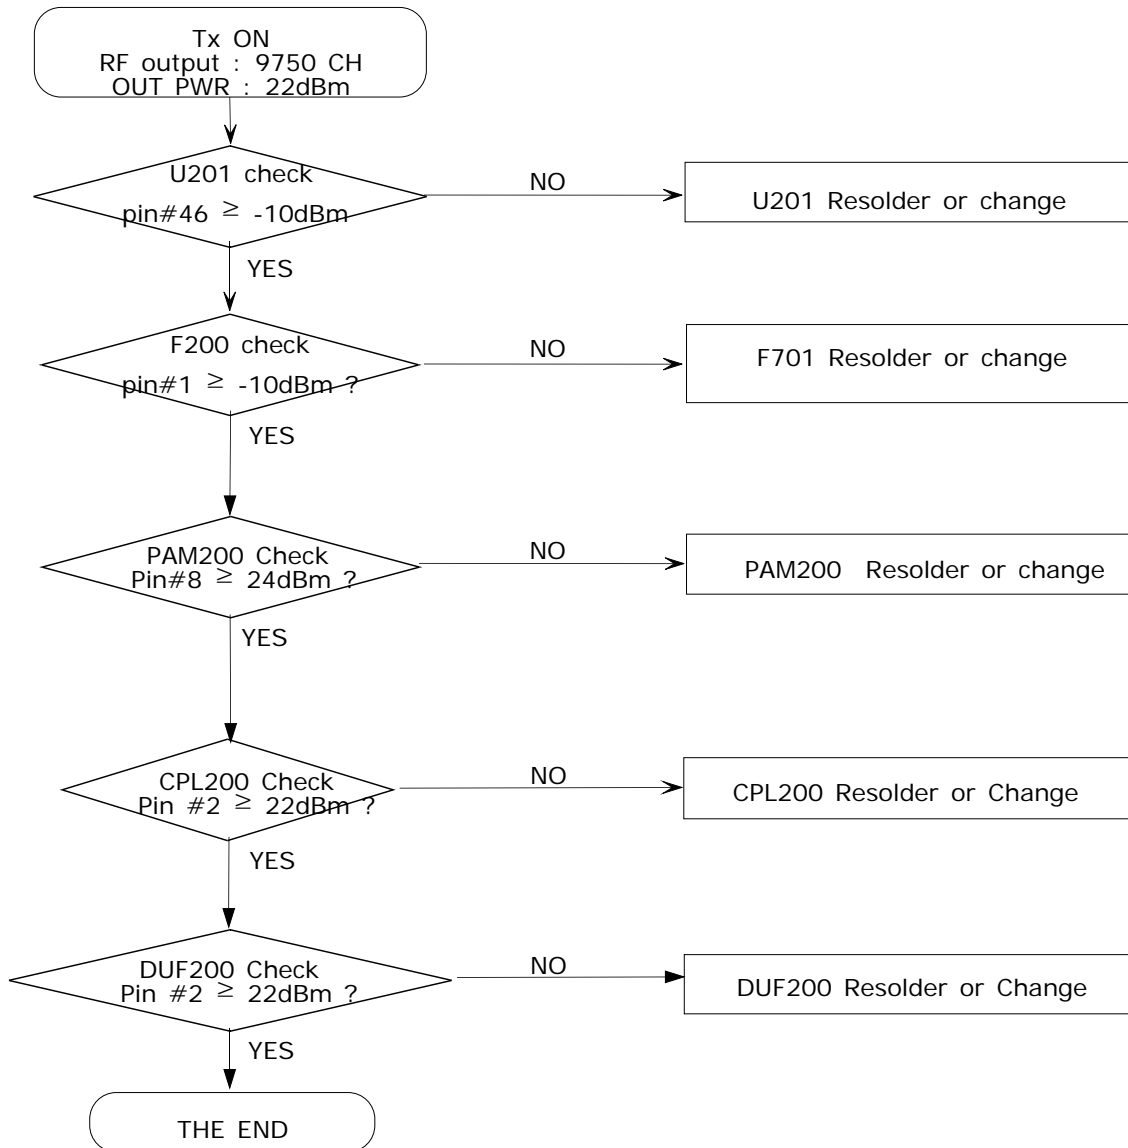 Tx ON
RF output : 9750 CH
OUT PWR : 22dBm
U201 check
pin#46 ≥ -10dBm
NO
U201 Resolder or change
YES
F200 check
pin#1 ≥ -10dBm ?
NO
F701 Resolder or change
YES
PAM200 Check
Pin#8 ≥ 24dBm ?
NO
PAM200 Resolder or change
YES
CPL200 Check
Pin #2 ≥ 22dBm ?
NO
CPL200 Resolder or Change
YES
DUF200 Check
Pin #2 ≥ 22dBm ?
NO
DUF200 Resolder or Change
YES
THE END